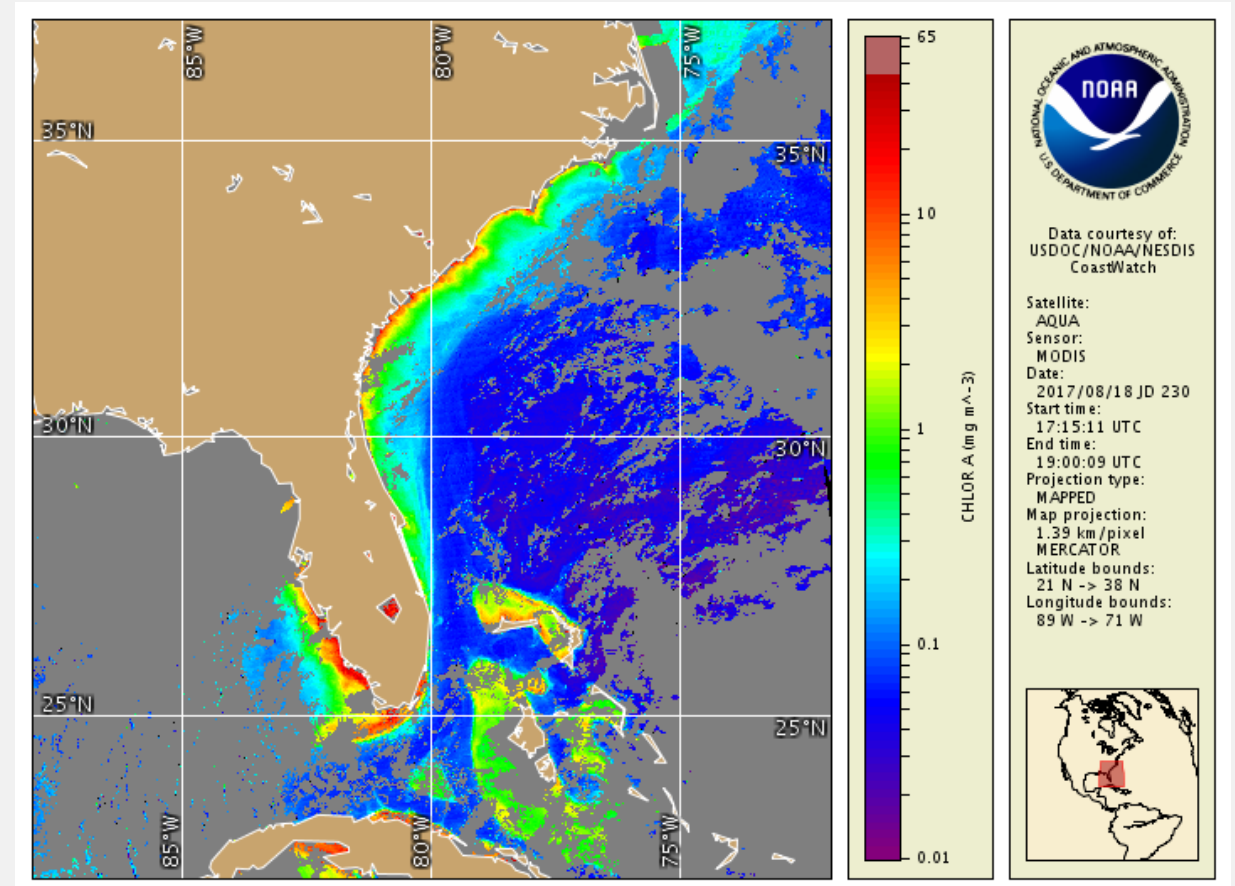 85°W
80°W
75°W
35°N
35°N
30°N
30°N
25°N
25°N
85°W
80°W
75°W
65
10
1
0.1
0.01
CHLOR A (mg m^-3)
NATIONAL OCEANIC AND ATMOSPHERIC ADMINISTRATION
NOAA
U.S. DEPARTMENT OF COMMERCE
Data courtesy of:
USDOC/NOAA/NESDIS
CoastWatch
Satellite:
AQUA
Sensor:
MODIS
Date:
2017/08/18 JD 230
Start time:
17:15:11 UTC
End time:
19:00:09 UTC
Projection type:
MAPPED
Map projection:
1.39 km/pixel
MERCATOR
Latitude bounds:
21 N -> 38 N
Longitude bounds:
89 W -> 71 W